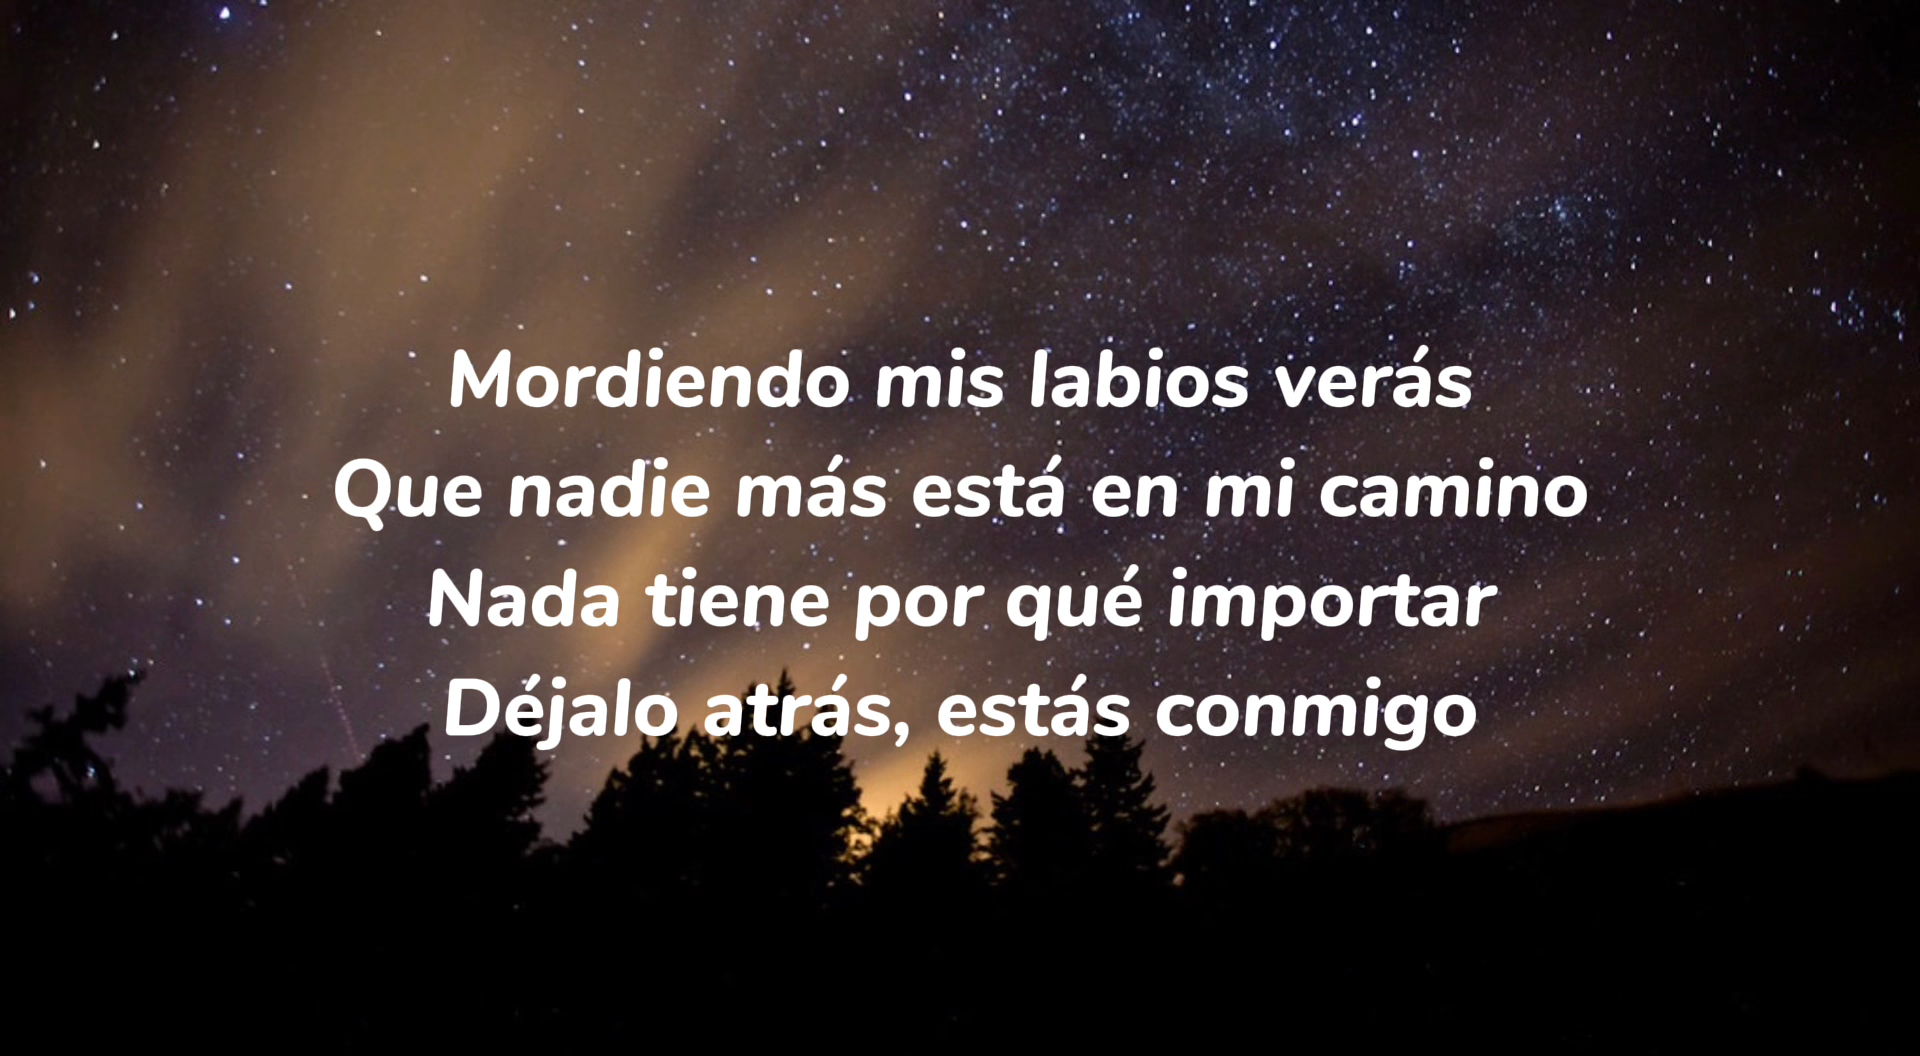 Mordiendo mis labios verás
Que nadie más está en mi camino
Nada tiene por qué importar
Déjalo atrás, estás conmigo